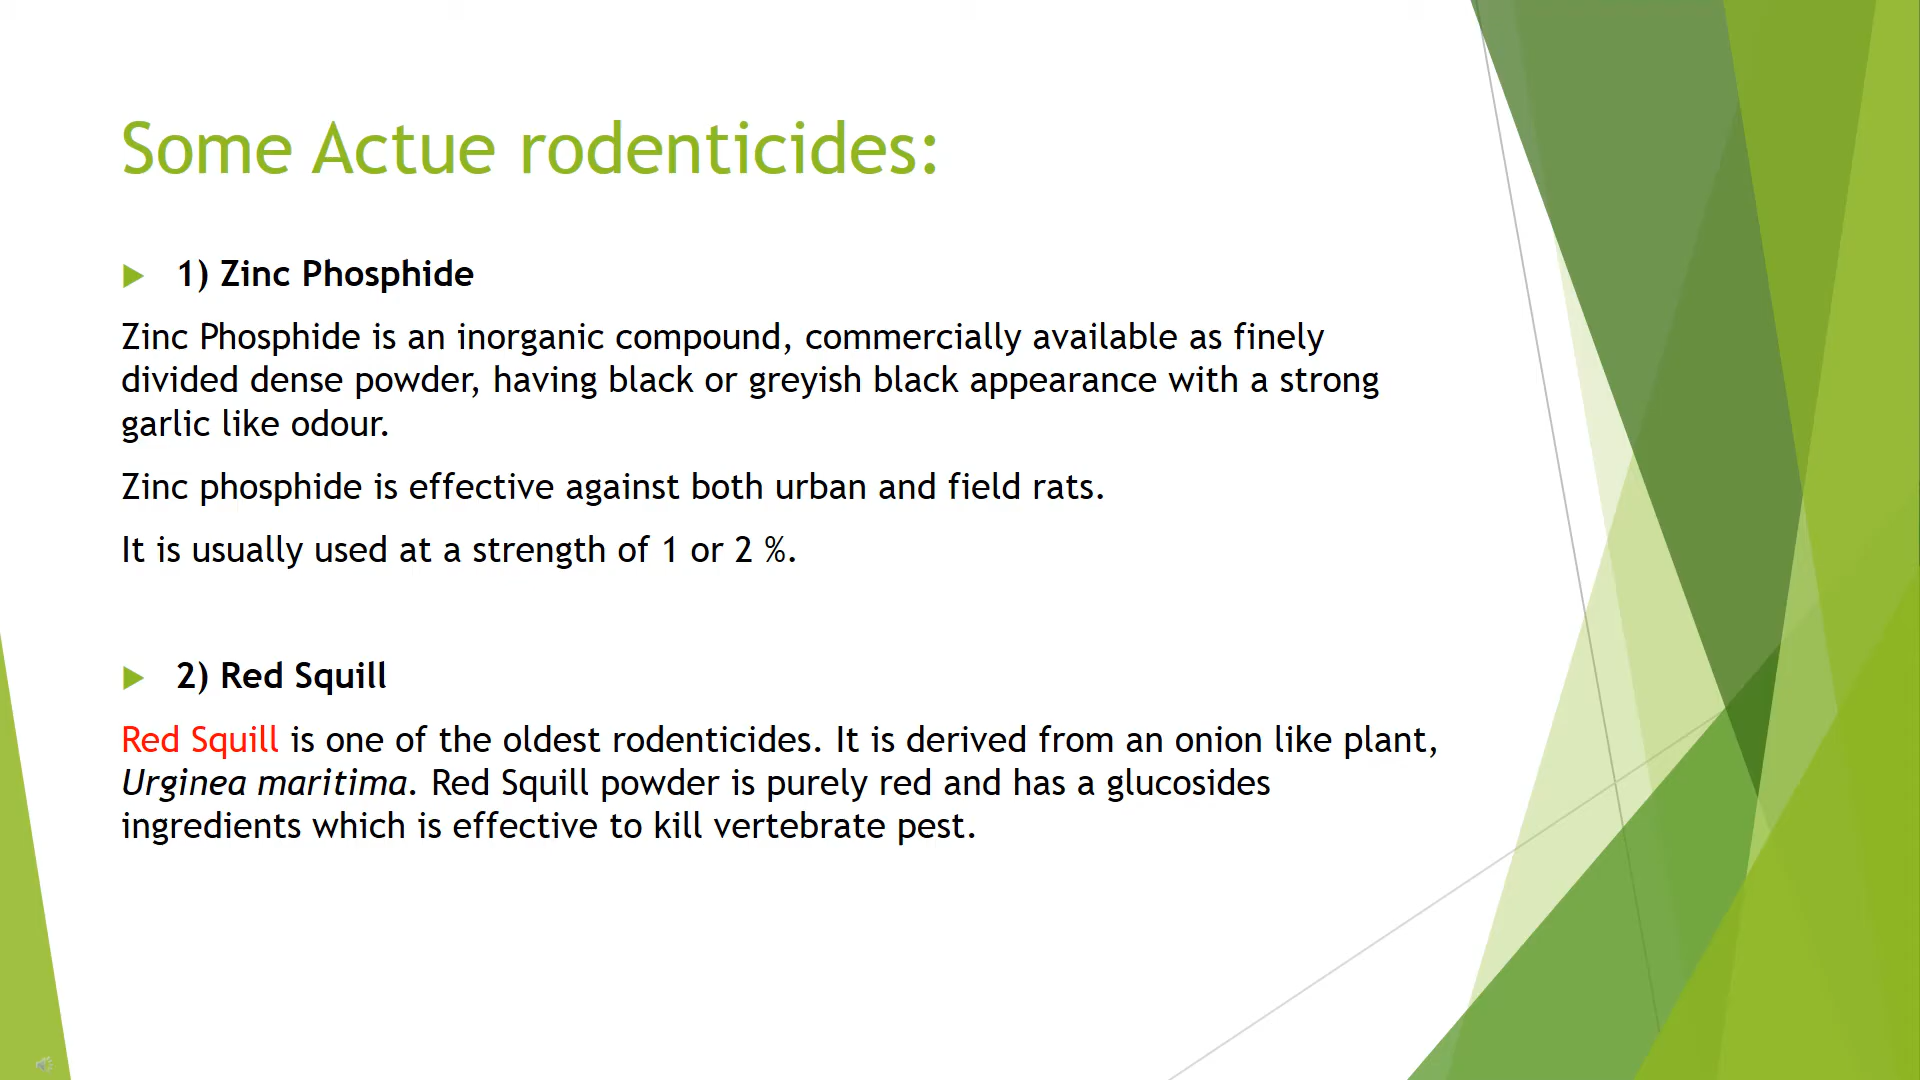 Some Actue rodenticides:
1) Zinc Phosphide
Zinc Phosphide is an inorganic compound, commercially available as finely
divided dense powder, having black or greyish black appearance with a strong
garlic like odour.
Zinc phosphide is effective against both urban and field rats.
It is usually used at a strength of 1 or 2 %.
2) Red Squill
Red Squill is one of the oldest rodenticides. It is derived from an onion like plant,
Urginea maritima. Red Squill powder is purely red and has a glucosides
ingredients which is effective to kill vertebrate pest.